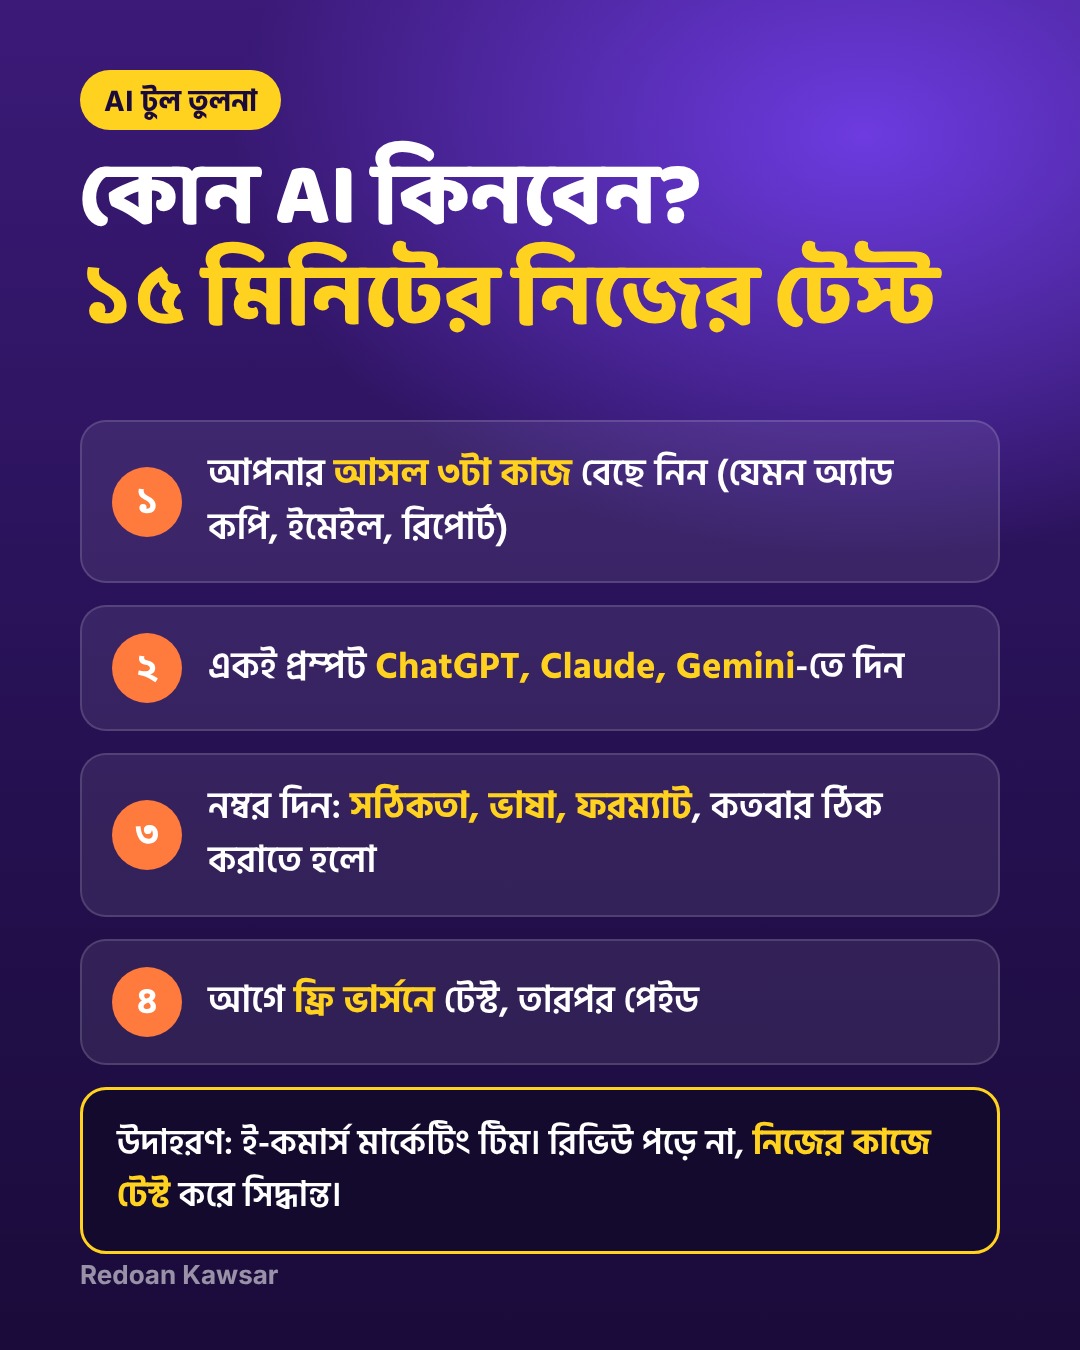 AI টুল তুলনা
কোন AI কিনবেন?
১৫ মিনিটের নিজের টেস্ট
১
আপনার আসল ৩টা কাজ বেছে নিন (যেমন অ্যাড
কপি, ইমেইল, রিপোর্ট)
২
একই প্রম্পট ChatGPT, Claude, Gemini-তে দিন
৩
নম্বর দিন: সঠিকতা, ভাষা, ফরম্যাট, কতবার ঠিক
করাতে হলো
৪
আগে ফ্রি ভার্সনে টেস্ট, তারপর পেইড
উদাহরণ: ই-কমার্স মার্কেটিং টিম। রিভিউ পড়ে না, নিজের কাজে
টেস্ট করে সিদ্ধান্ত।
Redoan Kawsar